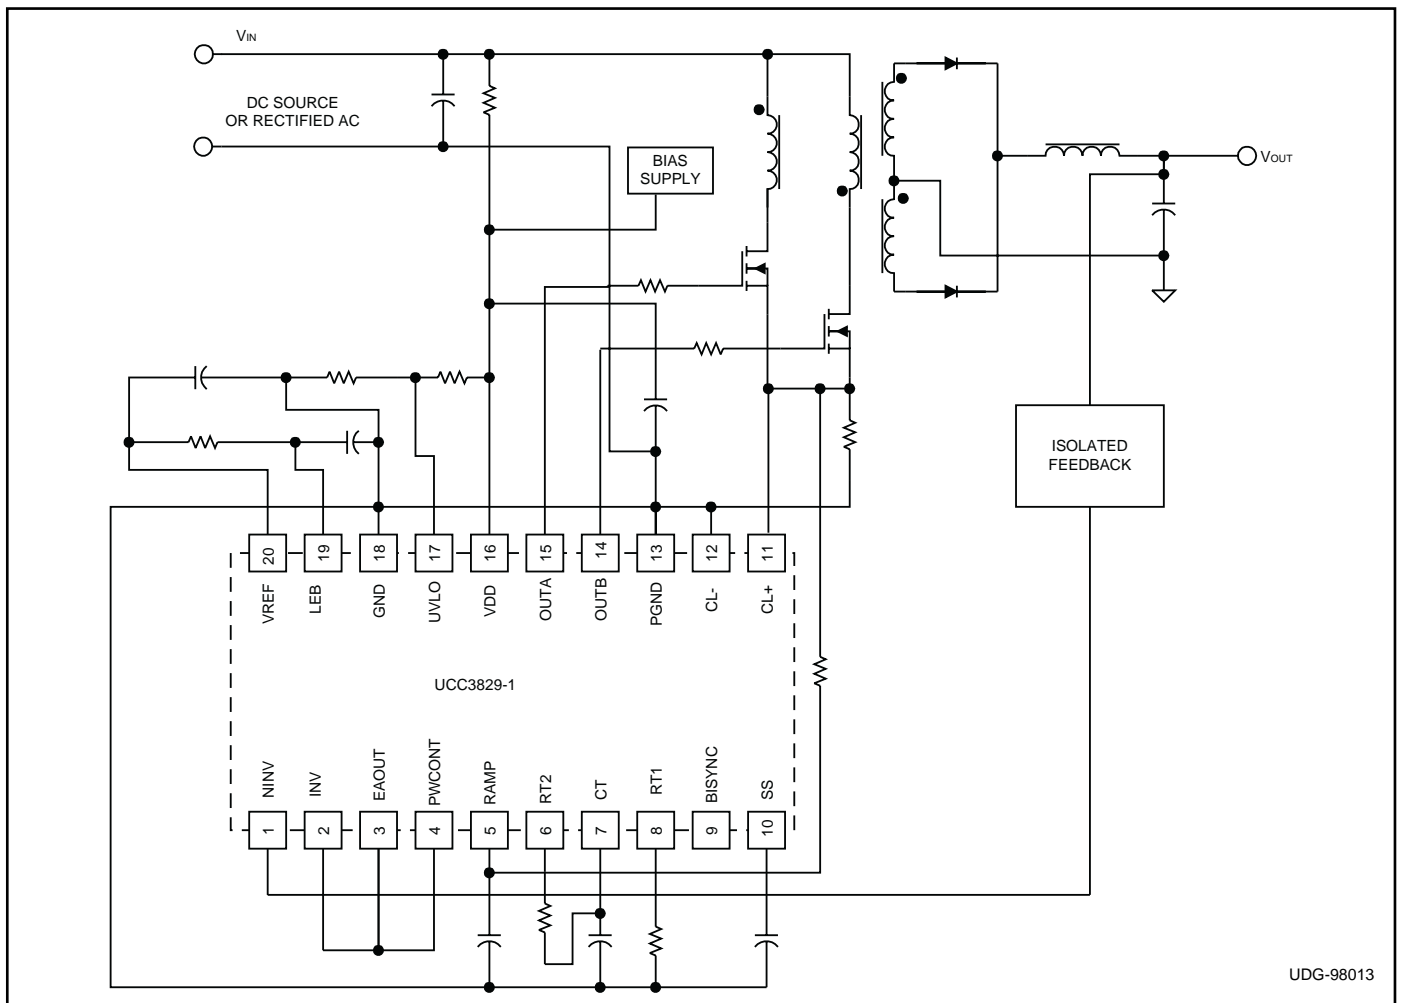 VIN
DC SOURCE
OR RECTIFIED AC
BIAS
SUPPLY
VOUT
ISOLATED
FEEDBACK
20
19
18
17
16
15
14
13
12
11
VREF
LEB
GND
UVLO
VDD
OUTA
OUTB
PGND
CL-
CL+
UCC3829-1
NINV
INV
EAOUT
PWCONT
RAMP
RT2
CT
RT1
BISYNC
SS
1
2
3
4
5
6
7
8
9
10
UDG-98013